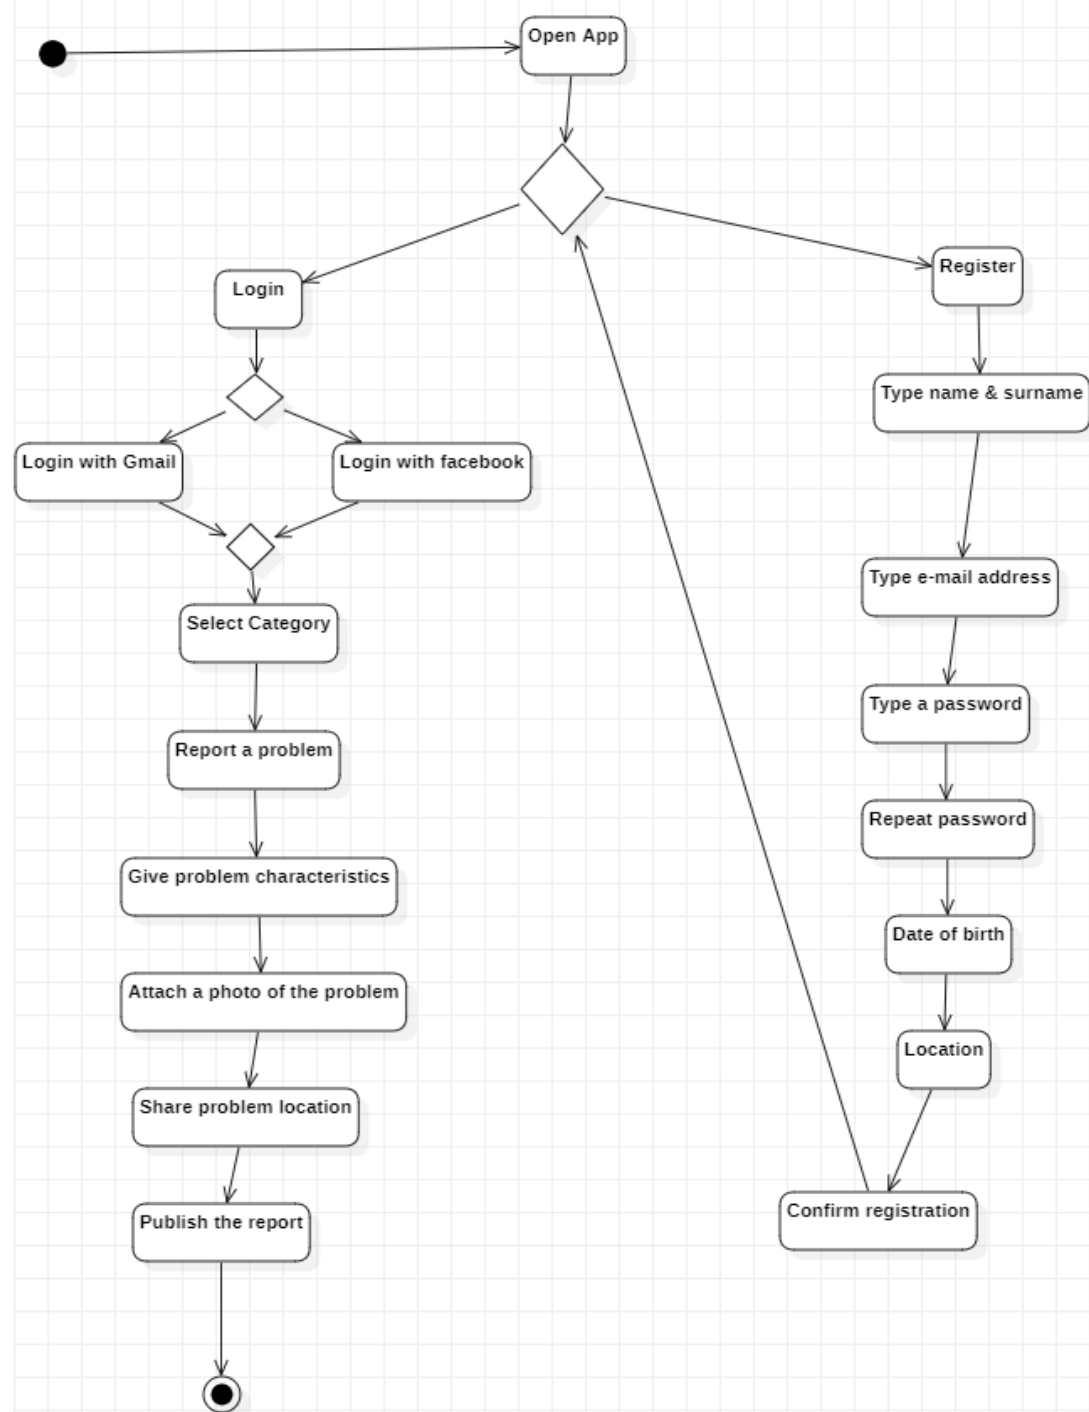 Open App
Login
Register
Type name & surname
Login with Gmail
Login with facebook
Type e-mail address
Select Category
Type a password
Report a problem
Repeat password
Give problem characteristics
Date of birth
Attach a photo of the problem
Location
Share problem location
Confirm registration
Publish the report